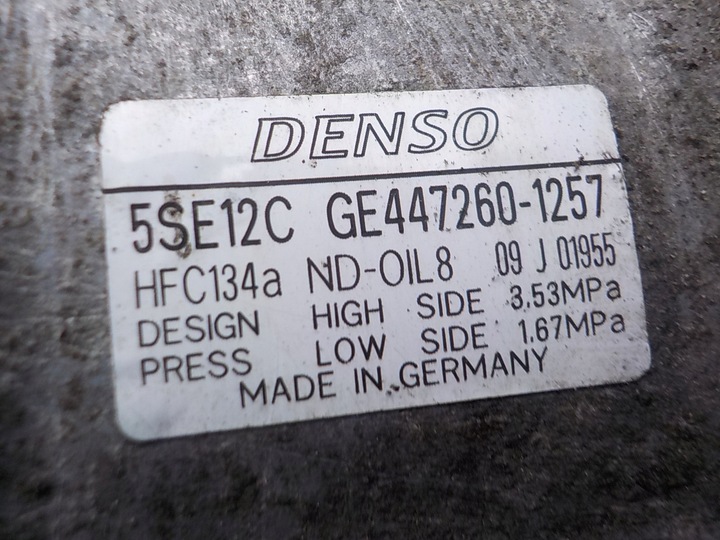 DENSO
5SE12C GE447260-1257
HFC134a ND-OIL8 09 J 01955
DESIGN HIGH SIDE 3.53MPa
PRESS LOW SIDE 1.67MPa
MADE IN GERMANY